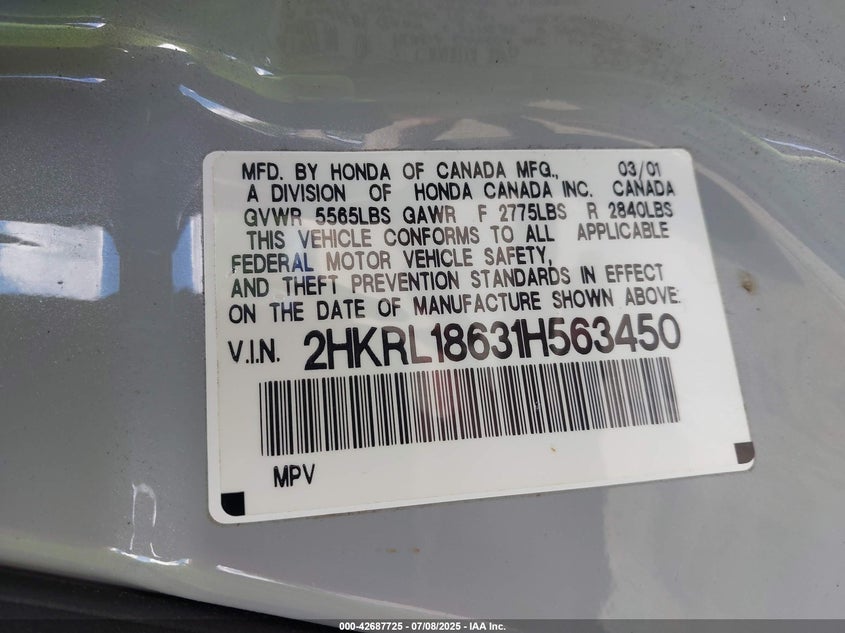 MFD. BY HONDA OF CANADA MFG., 03/01
A DIVISION OF HONDA CANADA INC. CANADA
GVWR 5565LBS GAWR F 2775LBS R 2840LBS
THIS VEHICLE CONFORMS TO ALL APPLICABLE
FEDERAL MOTOR VEHICLE SAFETY,
AND THEFT PREVENTION STANDARDS IN EFFECT
ON THE DATE OF MANUFACTURE SHOWN ABOVE.
V.I.N. 2HKRL18631H563450
MPV
000-42687725 - 07/08/2025 - IAA Inc.